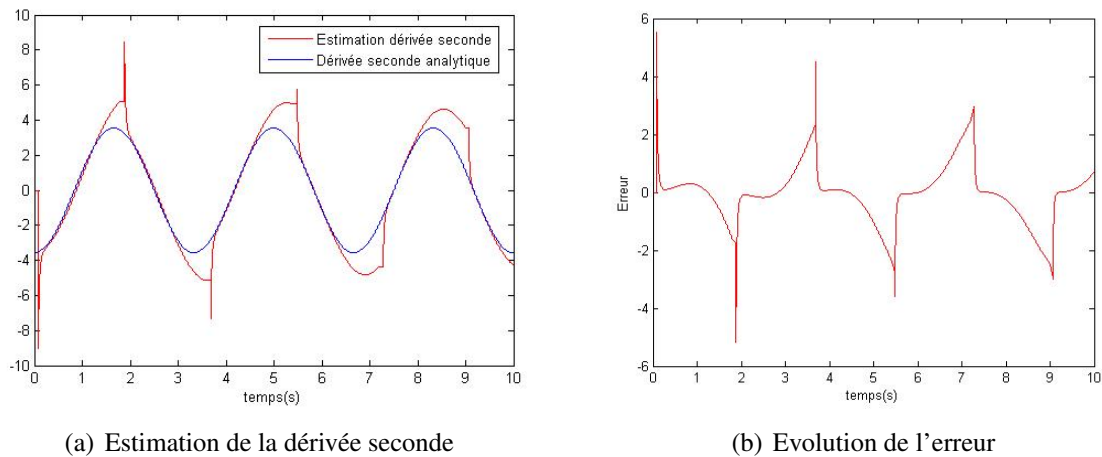 10
8
6
4
2
0
-2
-4
-6
-8
-10
0 1 2 3 4 5 6 7 8 9 10
temps(s)
Estimation dérivée seconde
Dérivée seconde analytique
(a) Estimation de la dérivée seconde
6
4
2
0
-2
-4
-6
Erreur
0 1 2 3 4 5 6 7 8 9 10
temps(s)
(b) Evolution de l'erreur